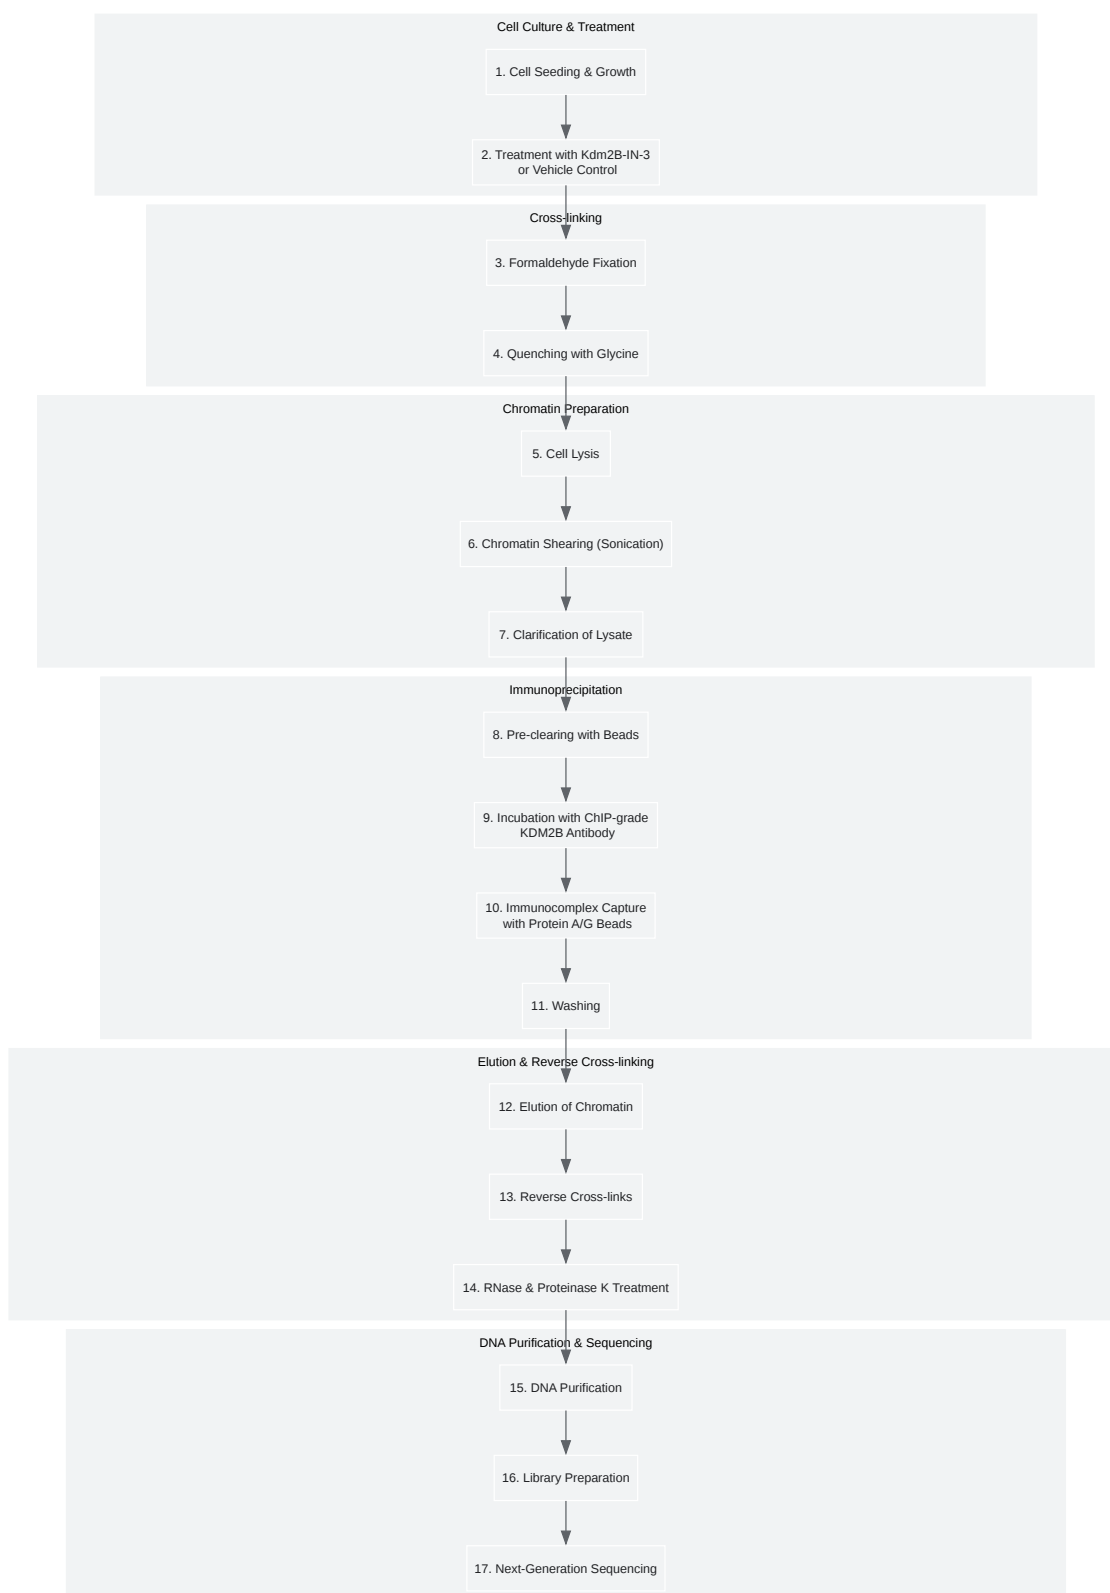 Cell Culture & Treatment
1. Cell Seeding & Growth
2. Treatment with Kdm2B-IN-3
or Vehicle Control
Cross-linking
3. Formaldehyde Fixation
4. Quenching with Glycine
Chromatin Preparation
5. Cell Lysis
6. Chromatin Shearing (Sonication)
7. Clarification of Lysate
Immunoprecipitation
8. Pre-clearing with Beads
9. Incubation with ChIP-grade
KDM2B Antibody
10. Immunocomplex Capture
with Protein A/G Beads
11. Washing
Elution & Reverse Cross-linking
12. Elution of Chromatin
13. Reverse Cross-links
14. RNase & Proteinase K Treatment
DNA Purification & Sequencing
15. DNA Purification
16. Library Preparation
17. Next-Generation Sequencing